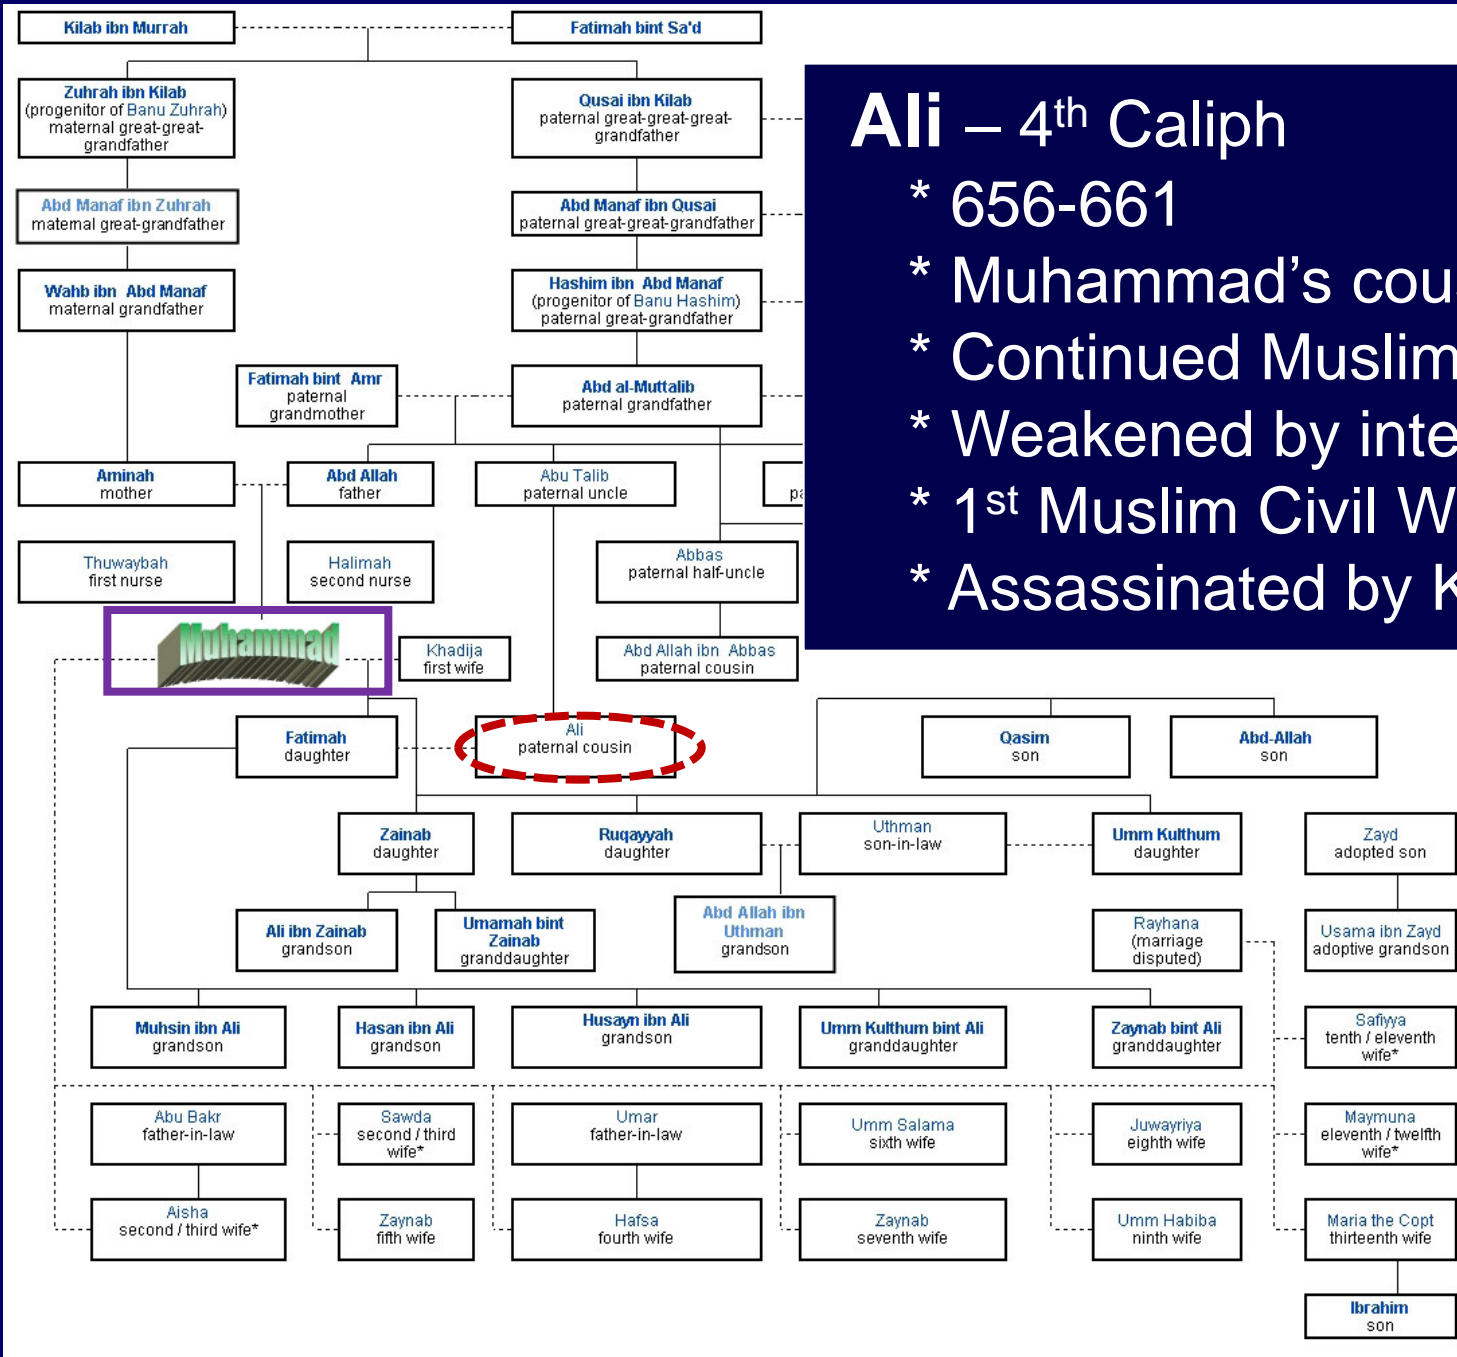 Kilab ibn Murrah
Fatimah bint Sa'd
Zuhrah ibn Kilab
(progenitor of Banu Zuhrah)
maternal great-great-
grandfather
Qusai ibn Kilab
paternal great-great-great-
grandfather
Abd Manaf ibn Zuhrah
maternal great-grandfather
Abd Manaf ibn Qusai
paternal great-great-grandfather
Wahb ibn Abd Manaf
maternal grandfather
Hashim ibn Abd Manaf
(progenitor of Banu Hashim)
paternal great-grandfather
Fatimah bint Amr
paternal
grandmother
Abd al-Muttalib
paternal grandfather
Ali – 4th Caliph
* 656-661
* Muhammad's
* Continued Muslim
* Weakened by
* 1st Muslim Civil
* Assassinated by
Aminah
mother
Abd Allah
father
Abu Talib
paternal uncle
Thuwaybah
first nurse
Halimah
second nurse
Abbas
paternal half-uncle
Muhammad
Khadija
first wife
Abd Allah ibn Abbas
paternal cousin
Fatimah
daughter
Ali
paternal cousin
Qasim
son
Abd-Allah
son
Zainab
daughter
Ruqayyah
daughter
Uthman
son-in-law
Umm Kulthum
daughter
Zayd
adopted son
Ali ibn Zainab
grandson
Umamah bint
Zainab
granddaughter
Abd Allah ibn
Uthman
grandson
Rayhana
(marriage
disputed)
Usama ibn Zayd
adoptive grandson
Muhsin ibn Ali
grandson
Hasan ibn Ali
grandson
Husayn ibn Ali
grandson
Umm Kulthum bint Ali
granddaughter
Zaynab bint Ali
granddaughter
Safiyya
tenth / eleventh
wife*
Abu Bakr
father-in-law
Sawda
second / third
wife*
Umar
father-in-law
Umm Salama
sixth wife
Juwayriya
eighth wife
Maymuna
eleventh / twelfth
wife*
Aisha
second / third wife*
Zaynab
fifth wife
Hafsa
fourth wife
Zaynab
seventh wife
Umm Habiba
ninth wife
Maria the Copt
thirteenth wife
Ibrahim
son